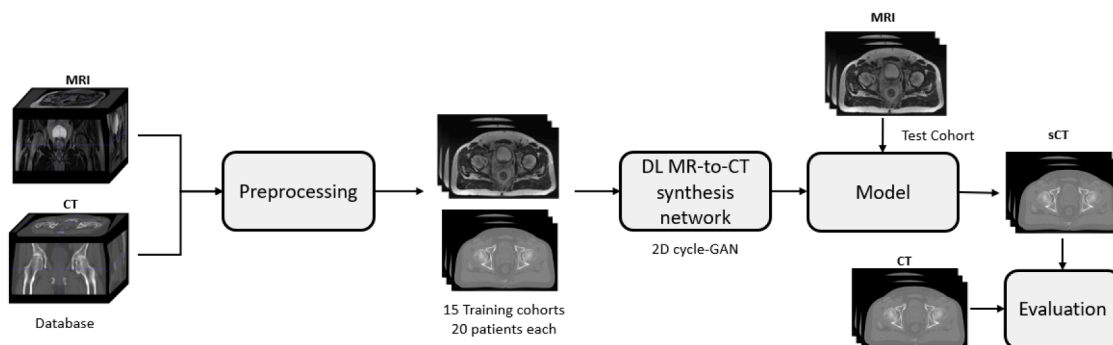 MRI
CT
Database
Preprocessing
15 Training cohorts
20 patients each
DL MR-to-CT
synthesis
network
2D cycle-GAN
MRI
Test Cohort
Model
sCT
CT
Evaluation